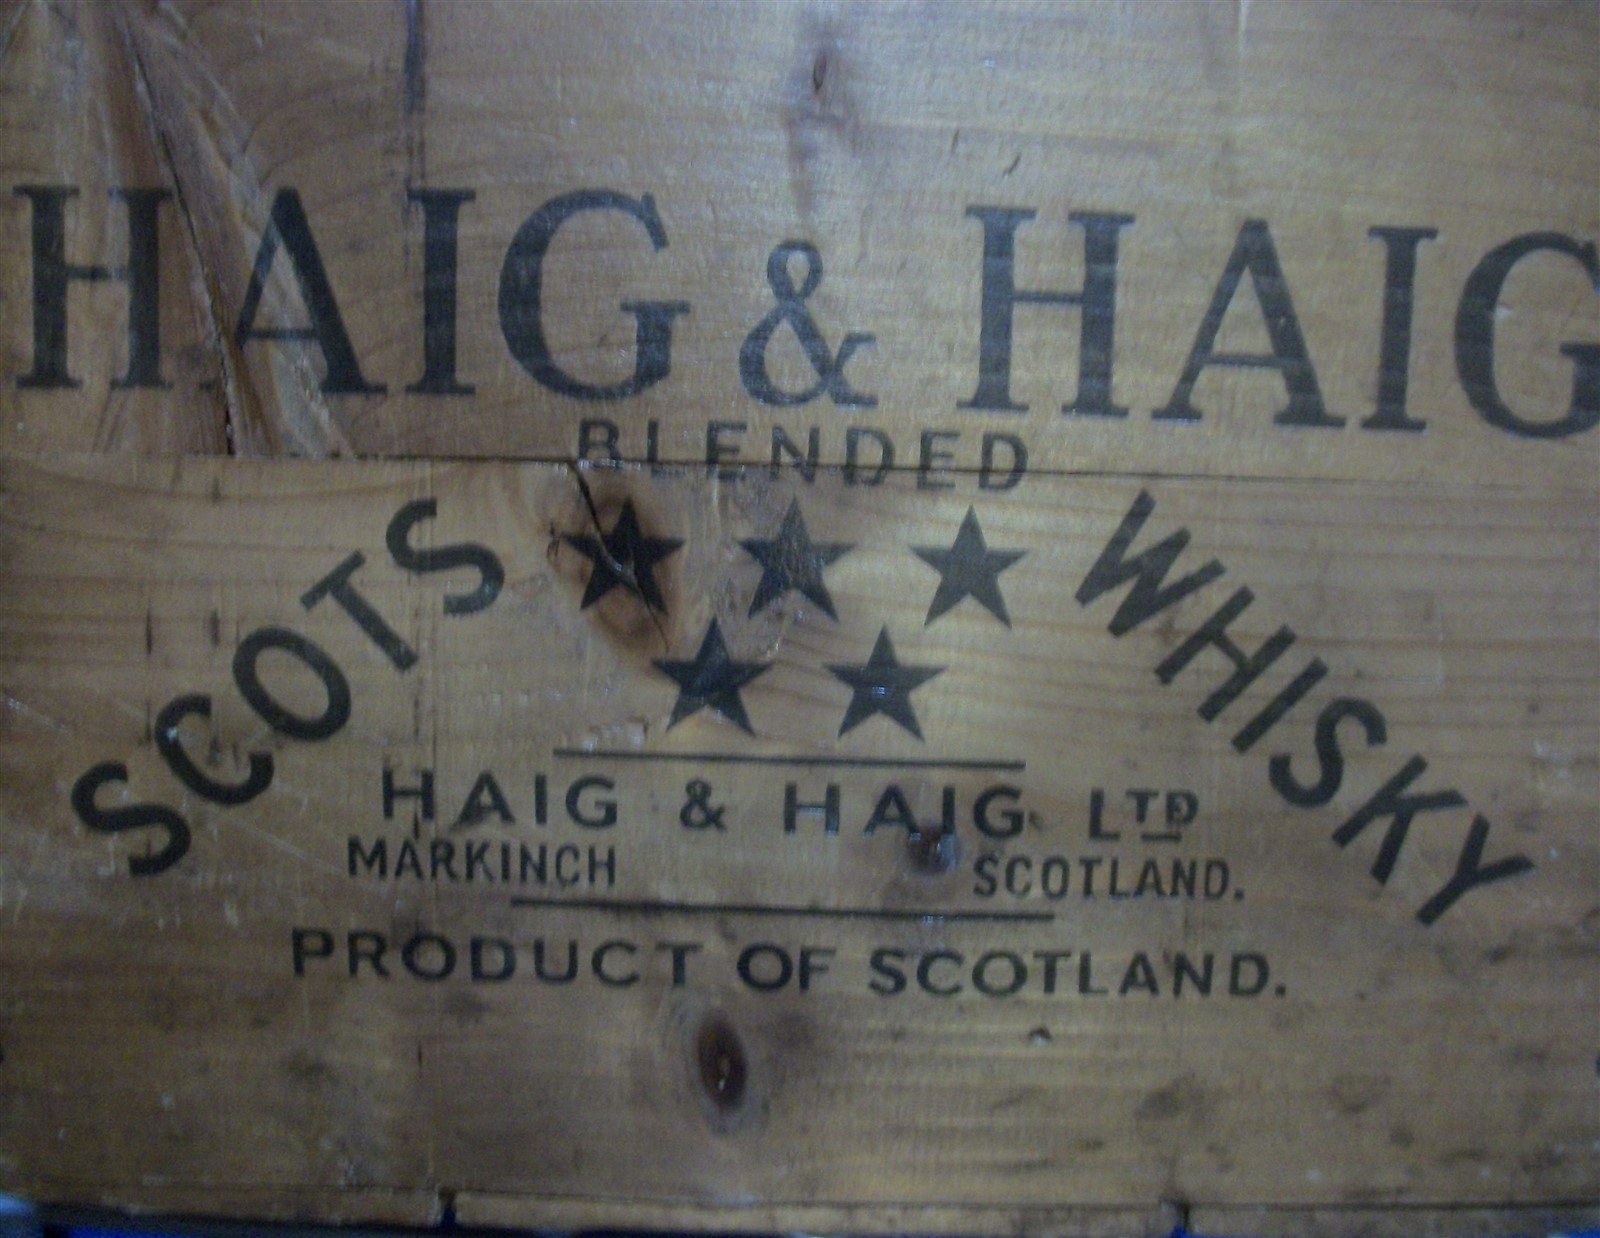 HAIG & HAIG
BLENDED
SCOTS WHISKY
HAIG & HAIG LTD
MARKINCH SCOTLAND.
PRODUCT OF SCOTLAND.